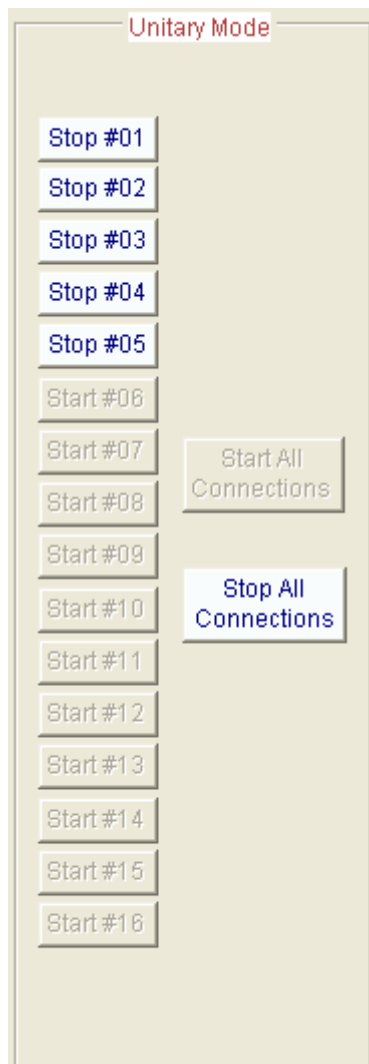 Unitary Mode
Stop #01
Stop #02
Stop #03
Stop #04
Stop #05
Start #06
Start #07
Start #08
Start #09
Start #10
Start #11
Start #12
Start #13
Start #14
Start #15
Start #16
Start All
Connections
Stop All
Connections